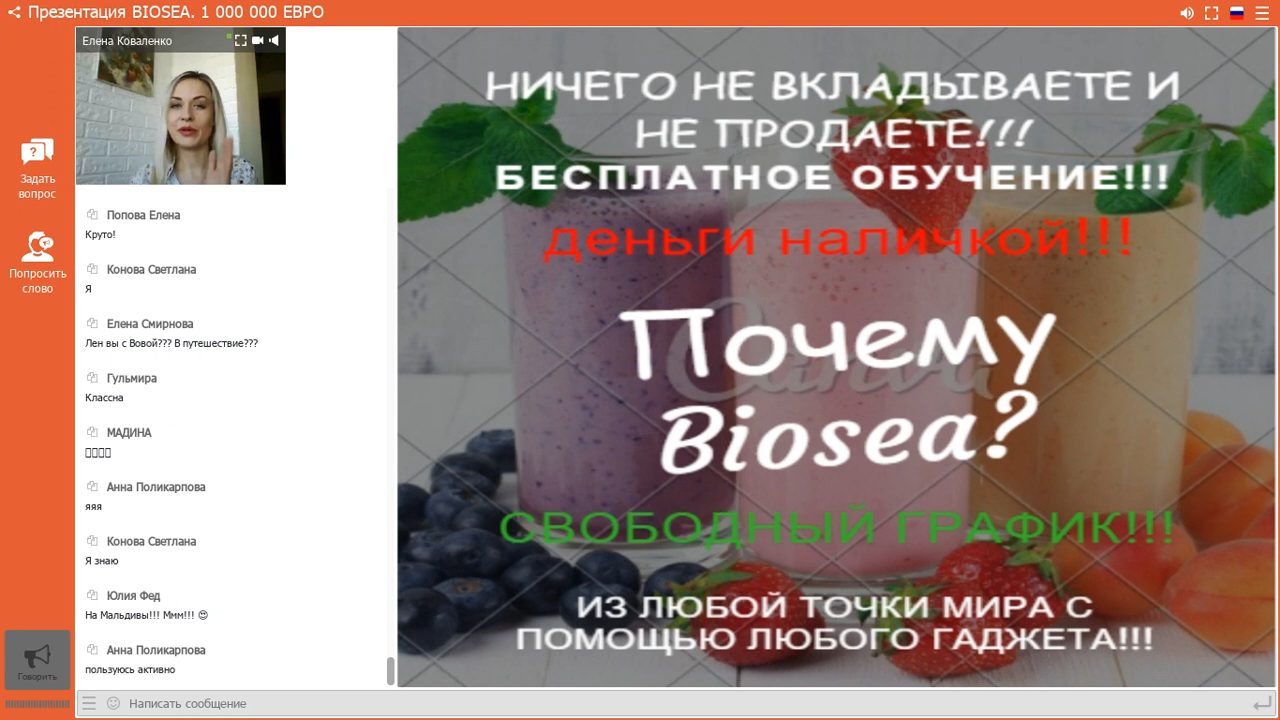 Презентация BIOSEA. 1 000 000 ЕВРО
Елена Коваленко
Задать
вопрос
Попросить
слово
Попова Елена
Круто!
Конова Светлана
Я
Елена Смирнова
Лен вы с Вовой??? В путешествие???
Гульмира
Классна
МАДИНА
Анна Поликарпова
яяя
Конова Светлана
Я знаю
Юлия Фед
На Мальдивы!!! Ммм!!! 😍
Анна Поликарпова
пользуюсь активно
Говорить
Написать сообщение
НИЧЕГО НЕ ВКЛАДЫВАЕТЕ И
НЕ ПРОДАЕТЕ!!!
БЕСПЛАТНОЕ ОБУЧЕНИЕ!!!
деньги наличкой!!!
Почему
Canva
Biosea?
СВОБОДНЫЙ ГРАФИК!!!
ИЗ ЛЮБОЙ ТОЧКИ МИРА С
ПОМОЩЬЮ ЛЮБОГО ГАДЖЕТА!!!